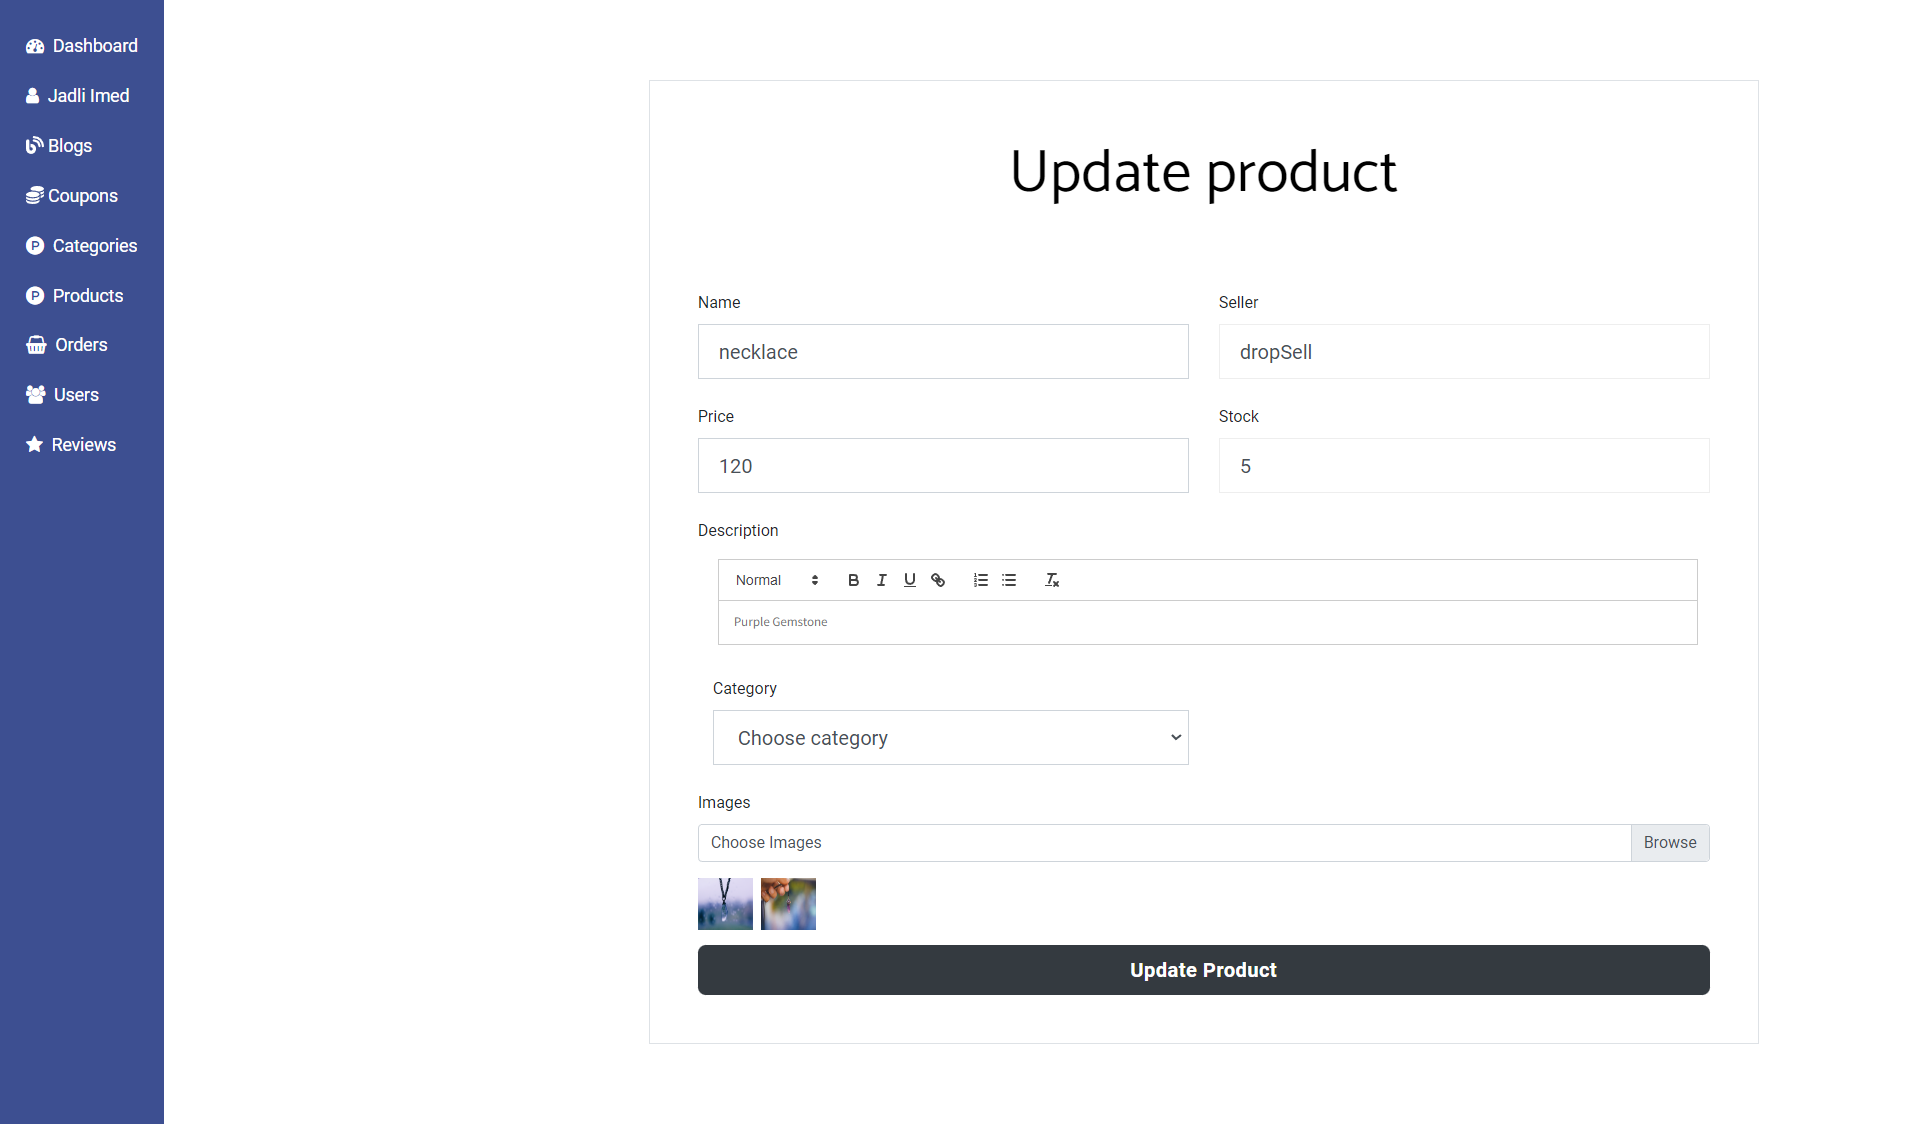 Dashboard
Jadli Imed
Blogs
Coupons
Categories
Products
Orders
Users
Reviews
Update product
Name
Seller
necklace
dropSell
Price
Stock
120
5
Description
Normal
Purple Gemstone
Category
Choose category
Images
Choose Images
Browse
Update Product